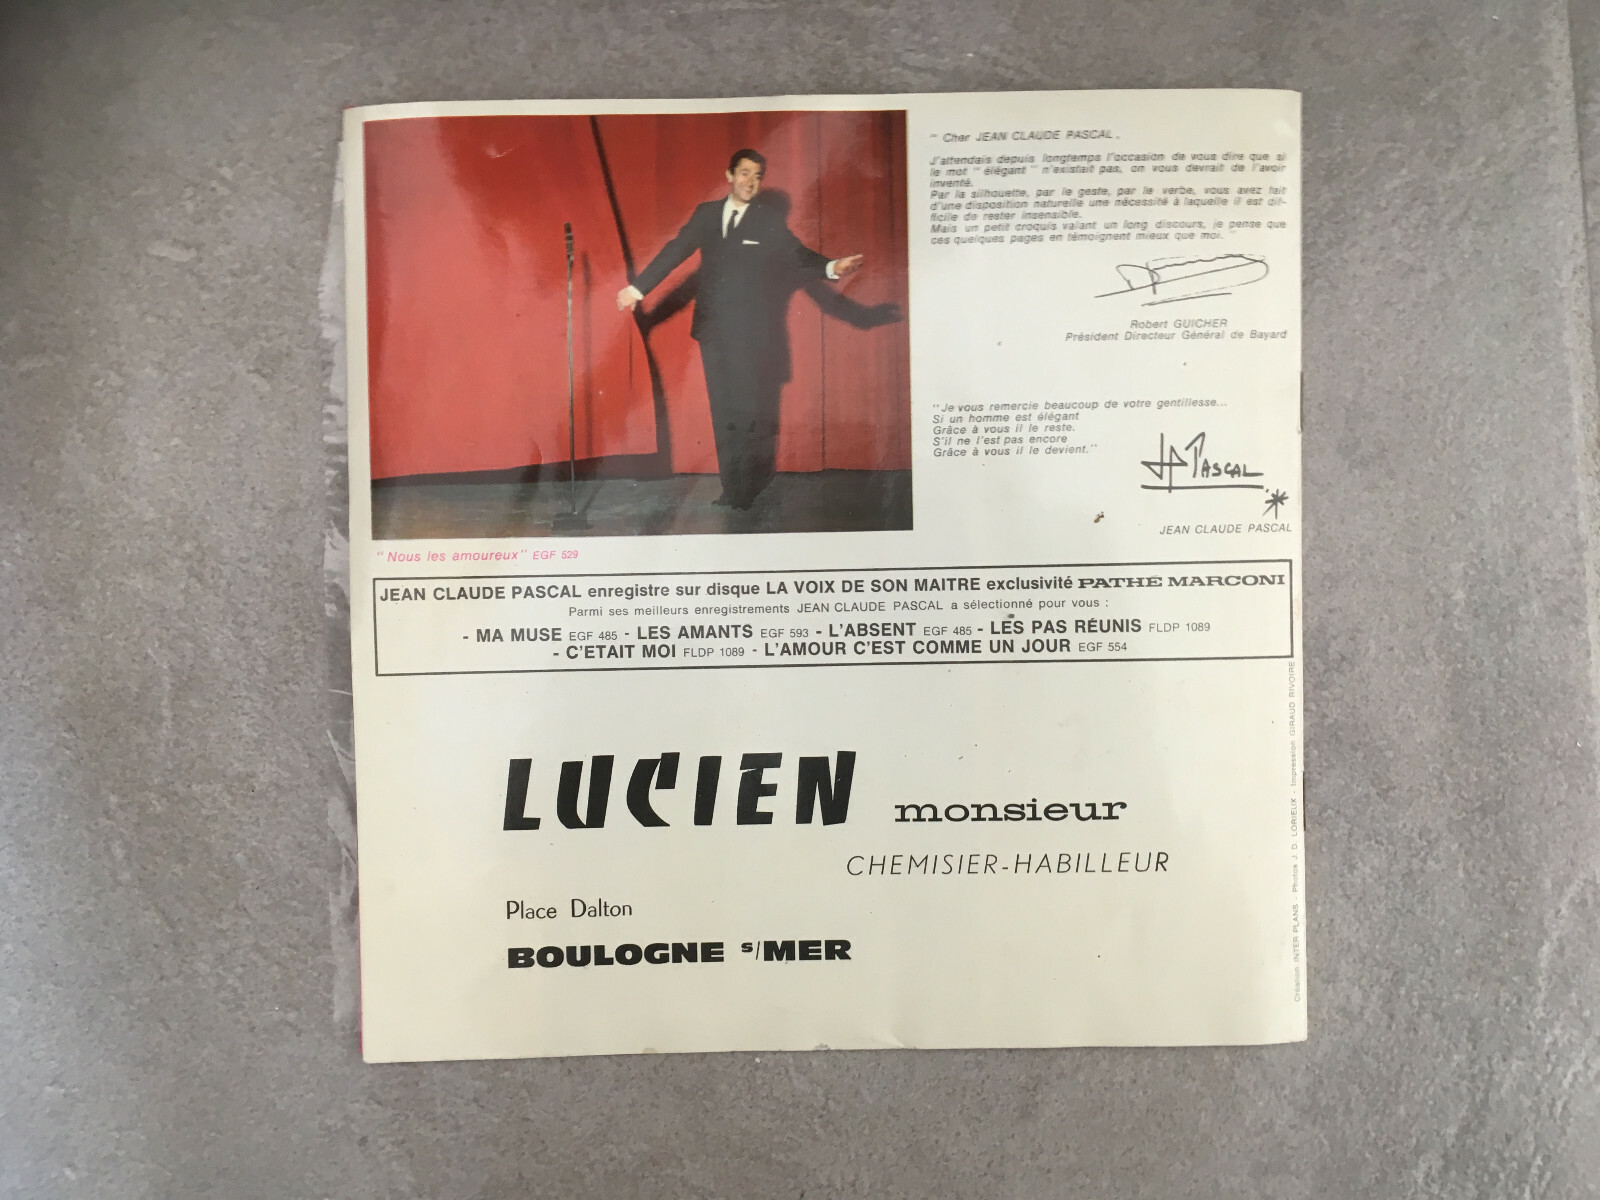 " Cher JEAN CLAUDE PASCAL,
J'attendais depuis longtemps l'occasion de vous dire que si
le mot " élégant " n'existait pas, on vous devrait de l'avoir
inventé.
Par la silhouette, par le geste, par le verbe, vous avez fait
d'une disposition naturelle une nécessité à laquelle il est dif-
ficile de rester insensible.
Mais un petit croquis valant un long discours, je pense que
ces quelques pages en témoignent mieux que moi. "
Robert GUICHER
Président Directeur Général de Bayard
"Je vous remercie beaucoup de votre gentillesse...
Si un homme est élégant
Grâce à vous il le reste.
S'il ne l'est pas encore
Grâce à vous il le devient."
JP PASCAL
JEAN CLAUDE PASCAL
"Nous les amoureux" EGF 529
JEAN CLAUDE PASCAL enregistre sur disque LA VOIX DE SON MAITRE exclusivité PATHÉ MARCONI
Parmi ses meilleurs enregistrements JEAN CLAUDE PASCAL a sélectionné pour vous :
- MA MUSE EGF 485 - LES AMANTS EGF 593 - L'ABSENT EGF 485 - LES PAS RÉUNIS FLDP 1089
- C'ETAIT MOI FLDP 1089 - L'AMOUR C'EST COMME UN JOUR EGF 554
LUCIEN monsieur
CHEMISIER-HABILLEUR
Place Dalton
BOULOGNE s/MER
Création INTER PLANS - Photos J. D. LORIEUX - Impression GIRAUD RIVOIRE